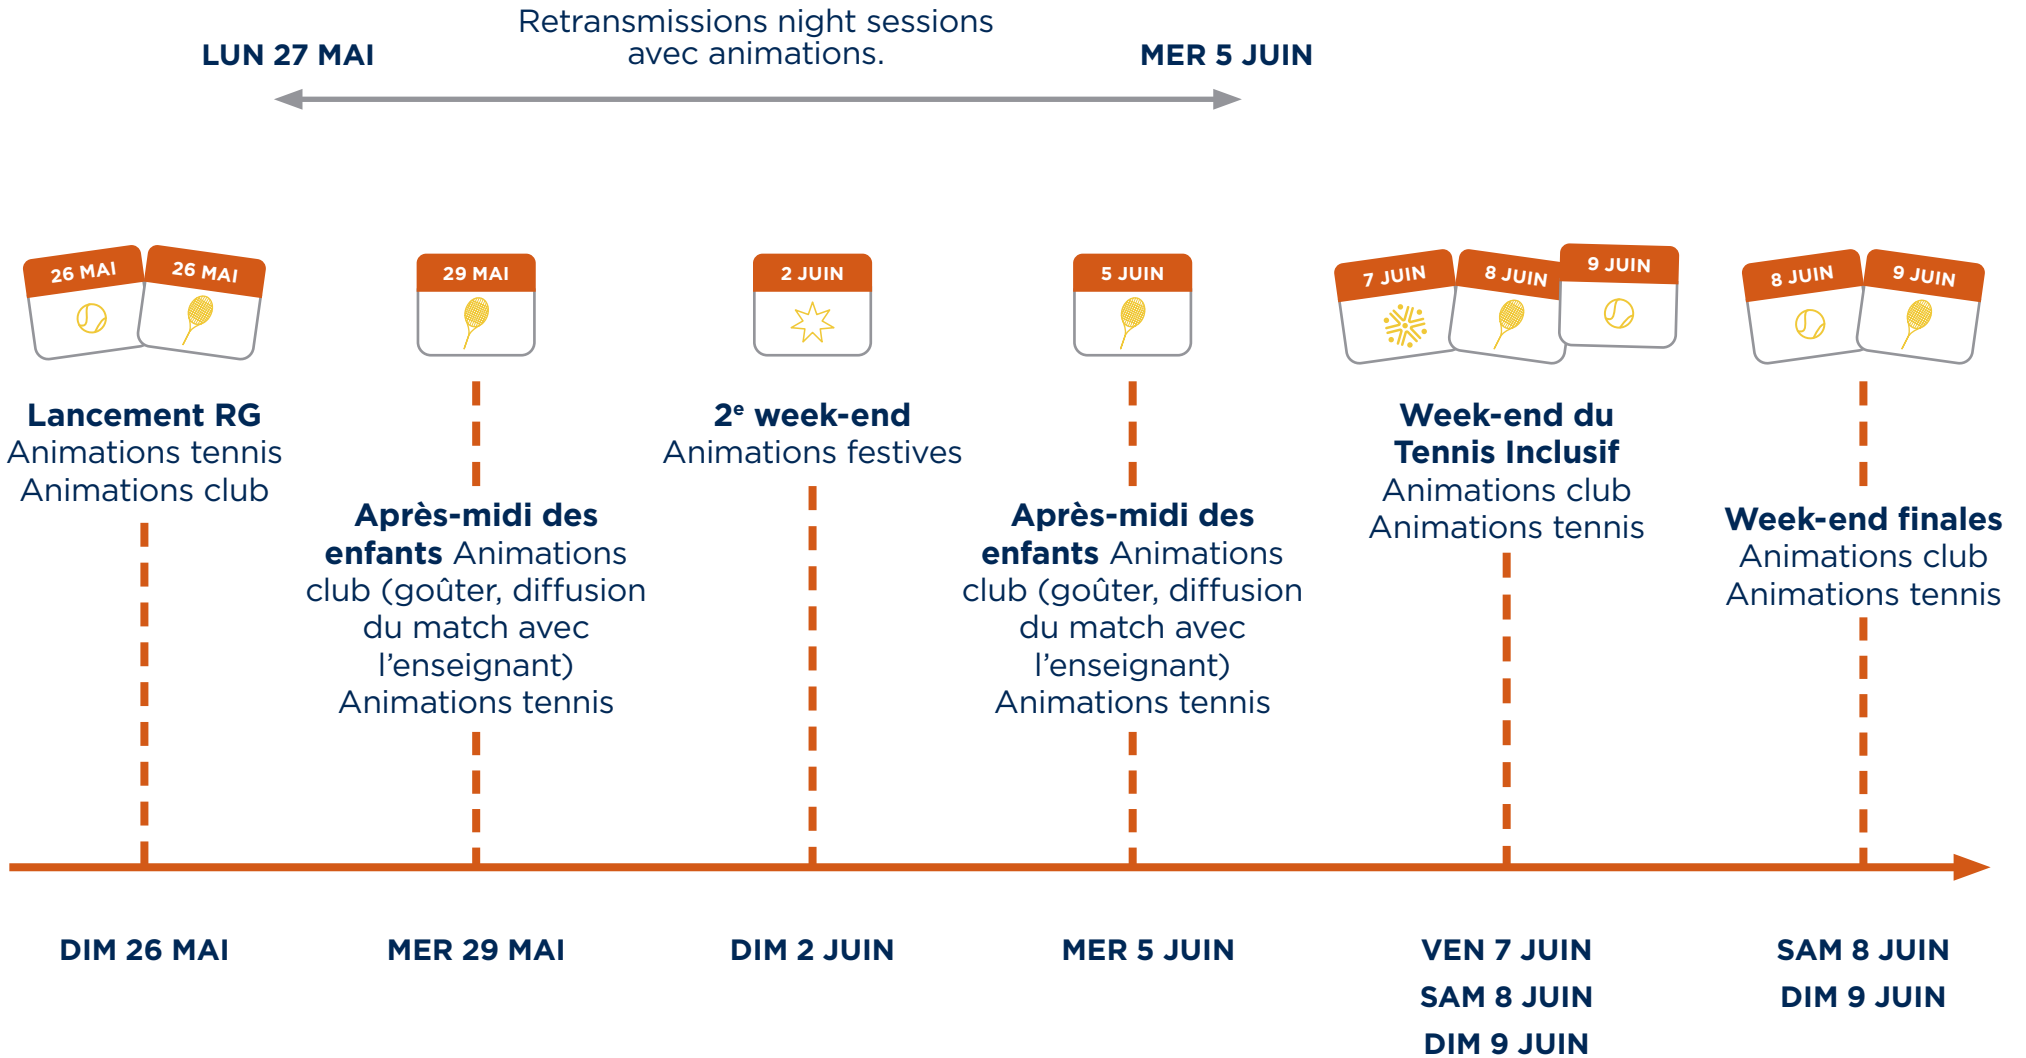 Retransmissions night sessions
avec animations.
LUN 27 MAI
MER 5 JUIN
26 MAI
26 MAI
29 MAI
2 JUIN
5 JUIN
7 JUIN
8 JUIN
9 JUIN
8 JUIN
9 JUIN
Lancement RG
Animations tennis
Animations club
Après-midi des
enfants Animations
club (goûter, diffusion
du match avec
l’enseignant)
Animations tennis
2e week-end
Animations festives
Après-midi des
enfants Animations
club (goûter, diffusion
du match avec
l’enseignant)
Animations tennis
Week-end du
Tennis Inclusif
Animations club
Animations tennis
Week-end finales
Animations club
Animations tennis
DIM 26 MAI
MER 29 MAI
DIM 2 JUIN
MER 5 JUIN
VEN 7 JUIN
SAM 8 JUIN
DIM 9 JUIN
SAM 8 JUIN
DIM 9 JUIN